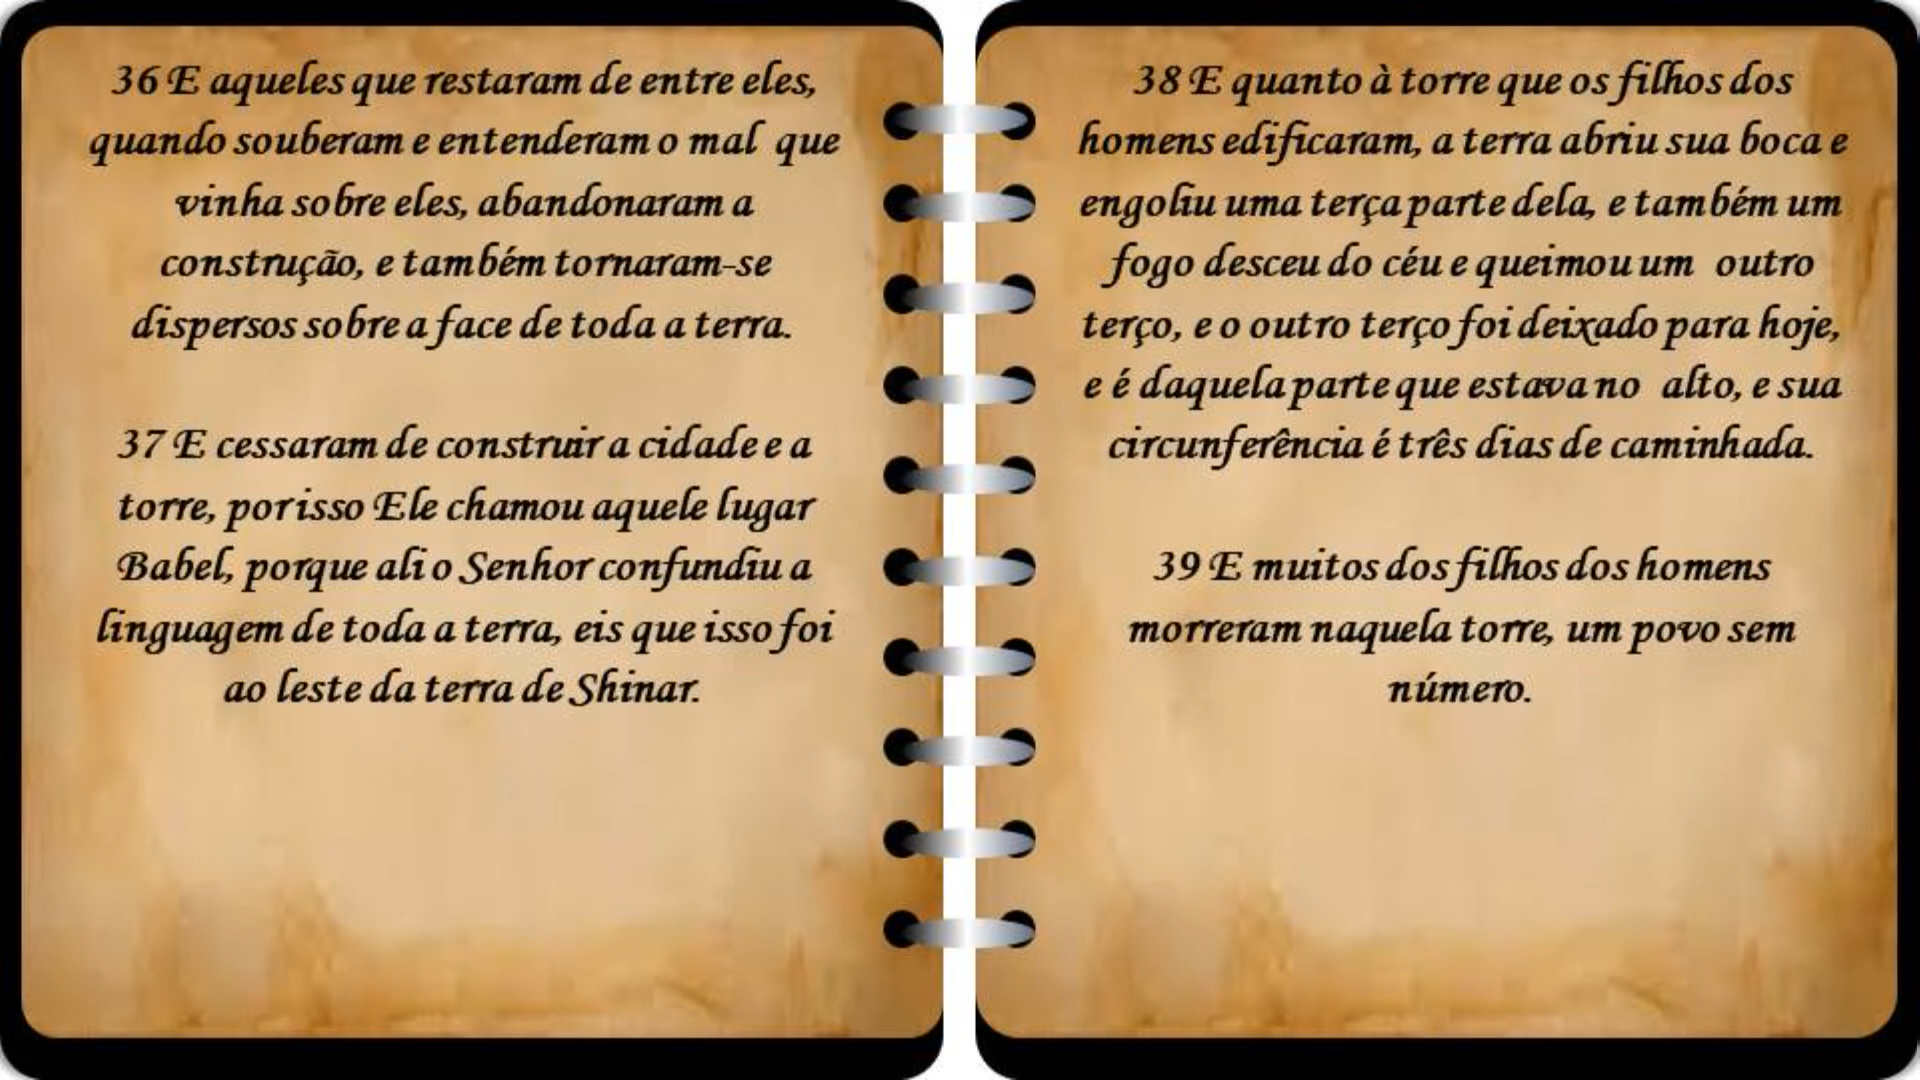 36 E aqueles que restaram de entre eles,
quando souberam e entenderam o mal que
vinha sobre eles, abandonaram a
construção, e também tornaram-se
dispersos sobre a face de toda a terra.
37 E cessaram de construir a cidade e a
torre, por isso Ele chamou aquele lugar
Babel, porque ali o Senhor confundiu a
linguagem de toda a terra, eis que isso foi
ao leste da terra de Shinar.
38 E quanto à torre que os filhos dos
homens edificaram, a terra abriu sua boca e
engoliu uma terça parte dela, e também um
fogo desceu do céu e queimou um outro
terço, e o outro terço foi deixado para hoje,
e é daquela parte que estava no alto, e sua
circunferência é três dias de caminhada.
39 E muitos dos filhos dos homens
morreram naquela torre, um povo sem
número.